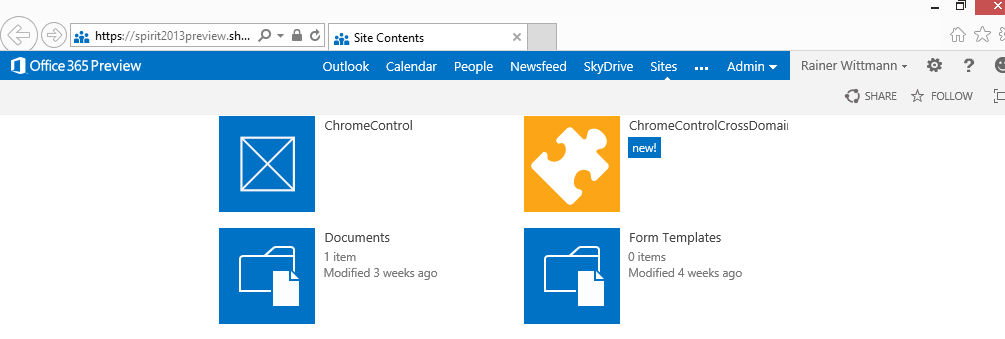 https://spirit2013preview.sh...
Site Contents
Office 365 Preview
Outlook Calendar People Newsfeed SkyDrive Sites ... Admin Rainer Wittmann ?
SHARE FOLLOW
ChromeControl
ChromeControlCrossDomain
new!
Documents
1 item
Modified 3 weeks ago
Form Templates
0 items
Modified 4 weeks ago